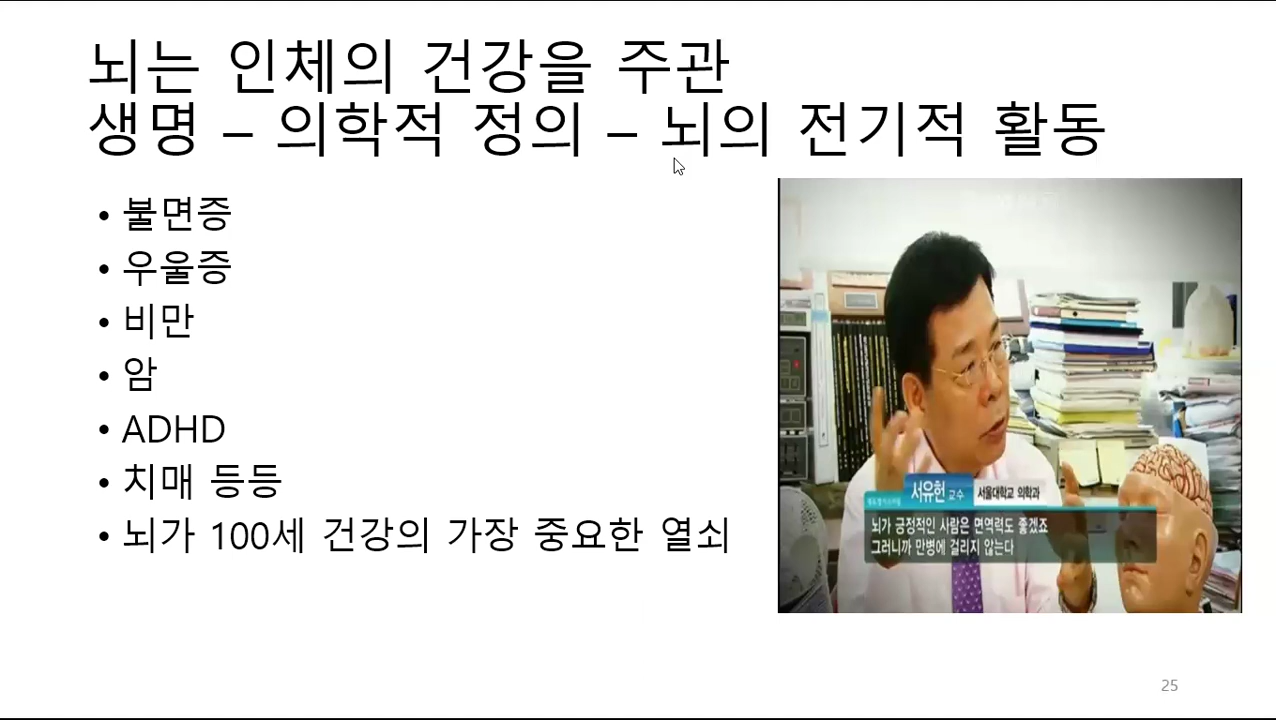 뇌는 인체의 건강을 주관
생명 – 의학적 정의 – 뇌의 전기적 활동
• 불면증
• 우울증
• 비만
• 암
• ADHD
• 치매 등등
• 뇌가 100세 건강의 가장 중요한 열쇠
서유헌 교수 서울대학교 의학과
뇌가 긍정적인 사람은 면역력도 좋겠죠
그러니까 만병에 걸리지 않는다
25